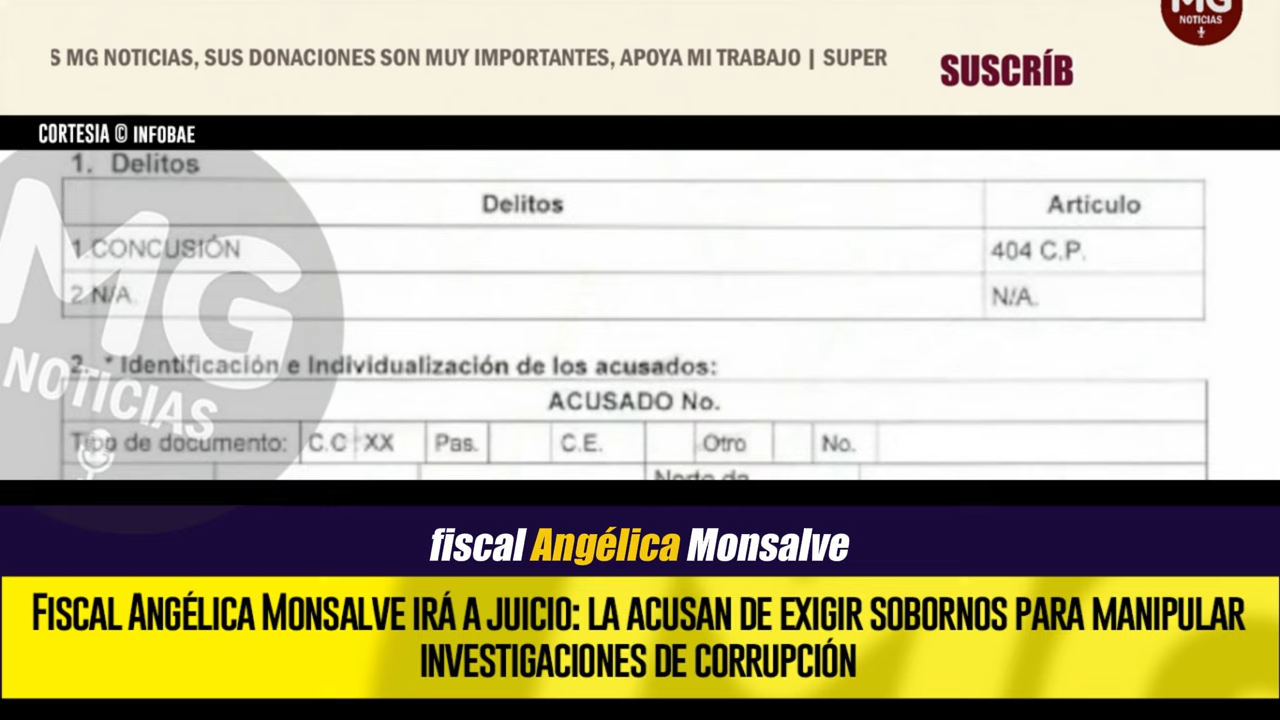 MG
NOTICIAS
S MG NOTICIAS, SUS DONACIONES SON MUY IMPORTANTES, APOYA MI TRABAJO | SUPER
SUSCRÍB
CORTESIA © INFOBAE
1. Delitos
Delitos Artículo
1.CONCUSIÓN 404 C.P.
2.N/A. N/A.
2. * Identificación e Individualización de los acusados:
ACUSADO No.
Tipo de documento: C.C XX Pas. C.E. Otro No.
MG
NOTICIAS
fiscal Angélica Monsalve
FISCAL ANGÉLICA MONSALVE IRÁ A JUICIO: LA ACUSAN DE EXIGIR SOBORNOS PARA MANIPULAR
INVESTIGACIONES DE CORRUPCIÓN